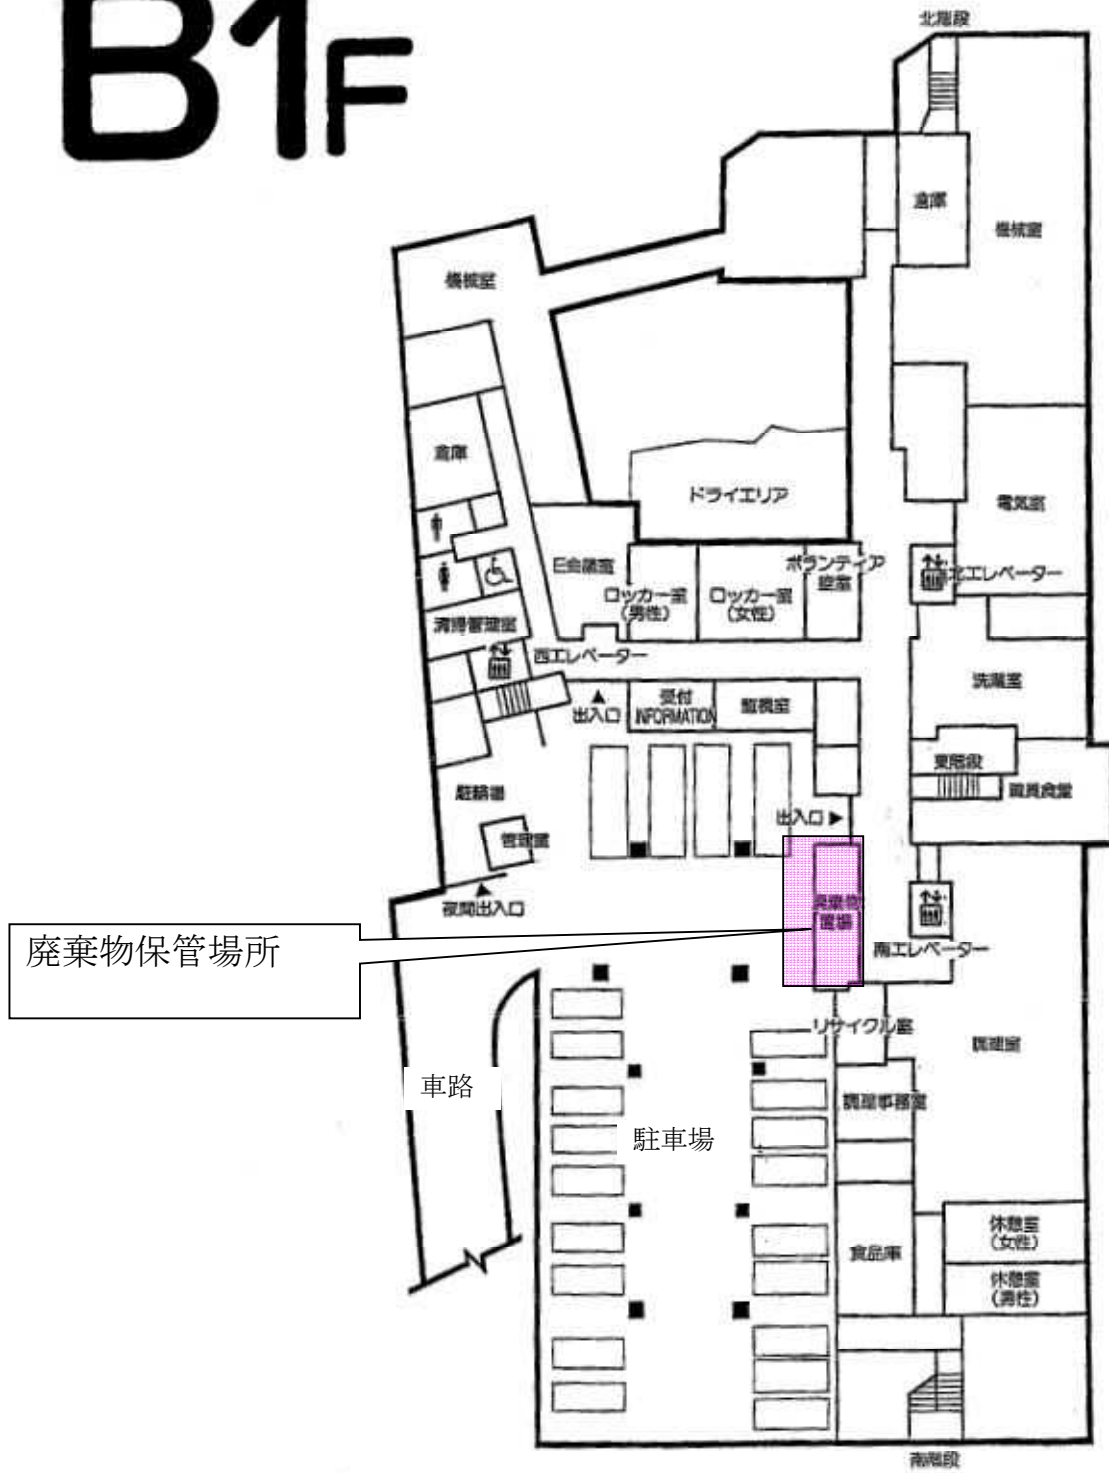 B1F
北階段
倉庫
機械室
機械室
倉庫
ドライエリア
電気室
E会議室
ロッカー室
(男性)
ロッカー室
(女性)
ボランティア
控室
北エレベーター
清掃管理室
西エレベーター
洗濯室
出入口
受付
INFORMATION
監視室
東階段
職員食堂
駐輪場
出入口
管理室
夜間出入口
廃棄物
置場
南エレベーター
廃棄物保管場所
リサイクル室
調理室
車路
調理事務室
駐車場
食品庫
休憩室
(女性)
休憩室
(男性)
南階段